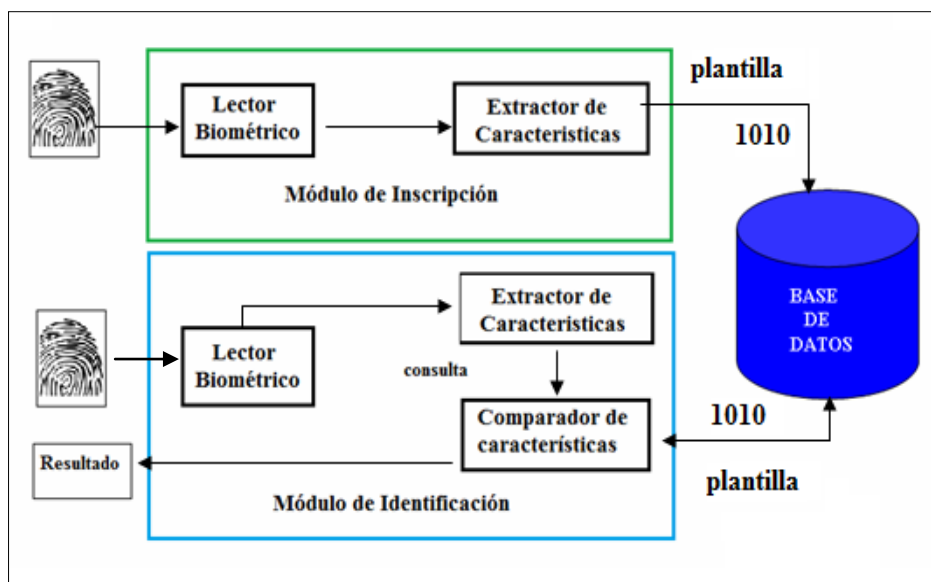 plantilla
Lector
Biométrico
Extractor de
Caracteristicas
1010
Módulo de Inscripción
BASE
DE
DATOS
Extractor de
Caracteristicas
Lector
Biométrico
consulta
Comparador de
características
1010
plantilla
Resultado
Módulo de Identificación